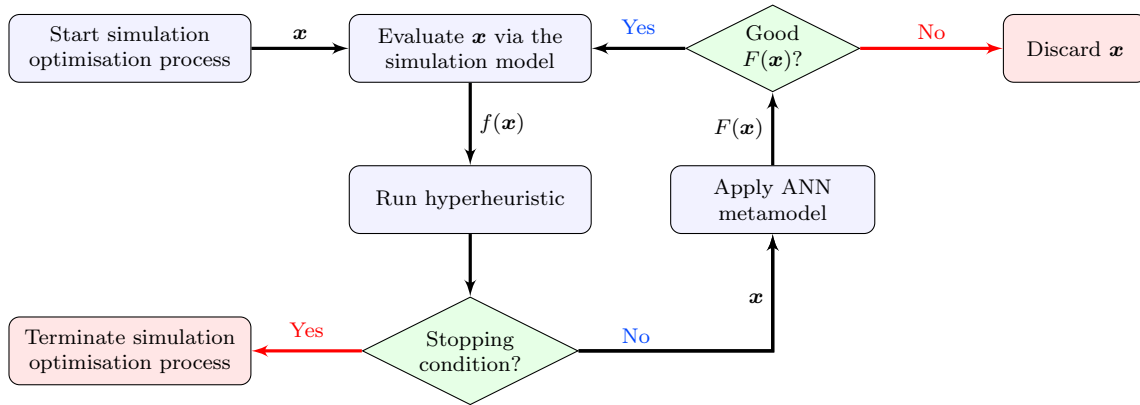 Start simulation
optimisation process
x
Evaluate x via the
simulation model
Yes
Good
F(x)?
No
Discard x
f(x)
F(x)
Run hyperheuristic
Apply ANN
metamodel
x
Terminate simulation
optimisation process
Yes
Stopping
condition?
No